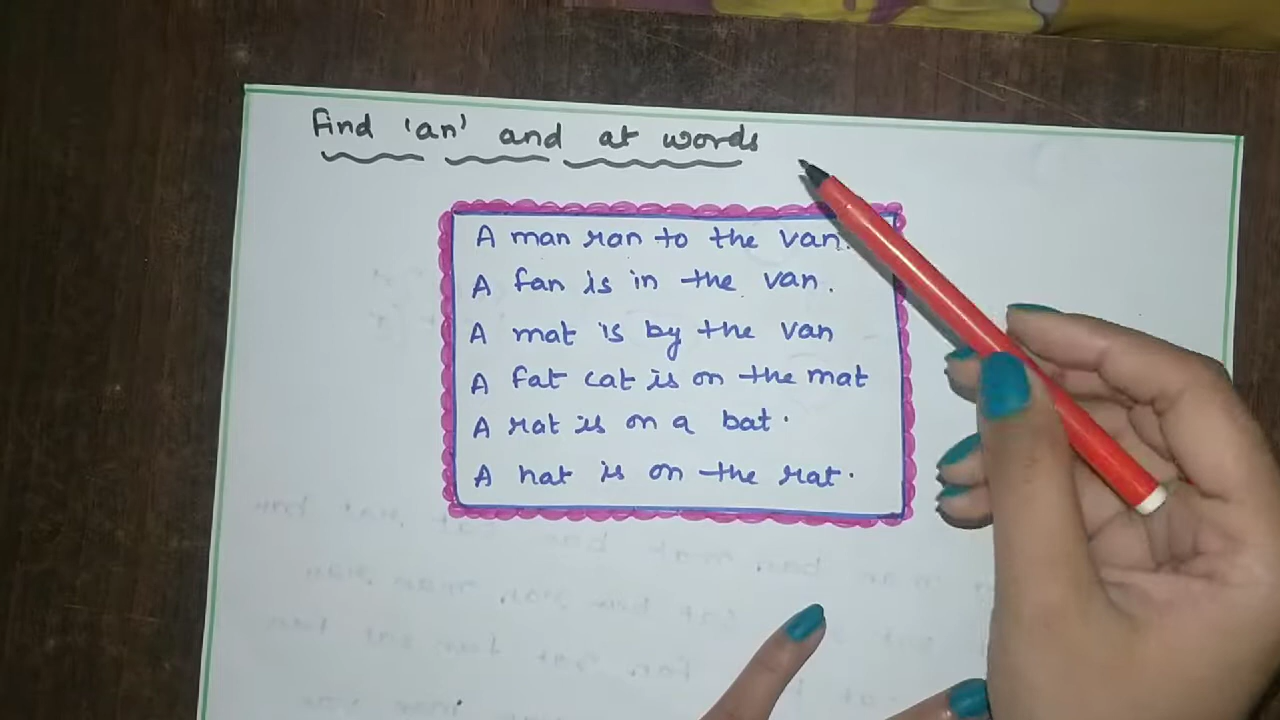 Find 'an' and at words
A man ran to the van.
A fan is in the van.
A mat is by the van
A fat cat is on the mat
A rat is on a bat.
A hat is on the rat.